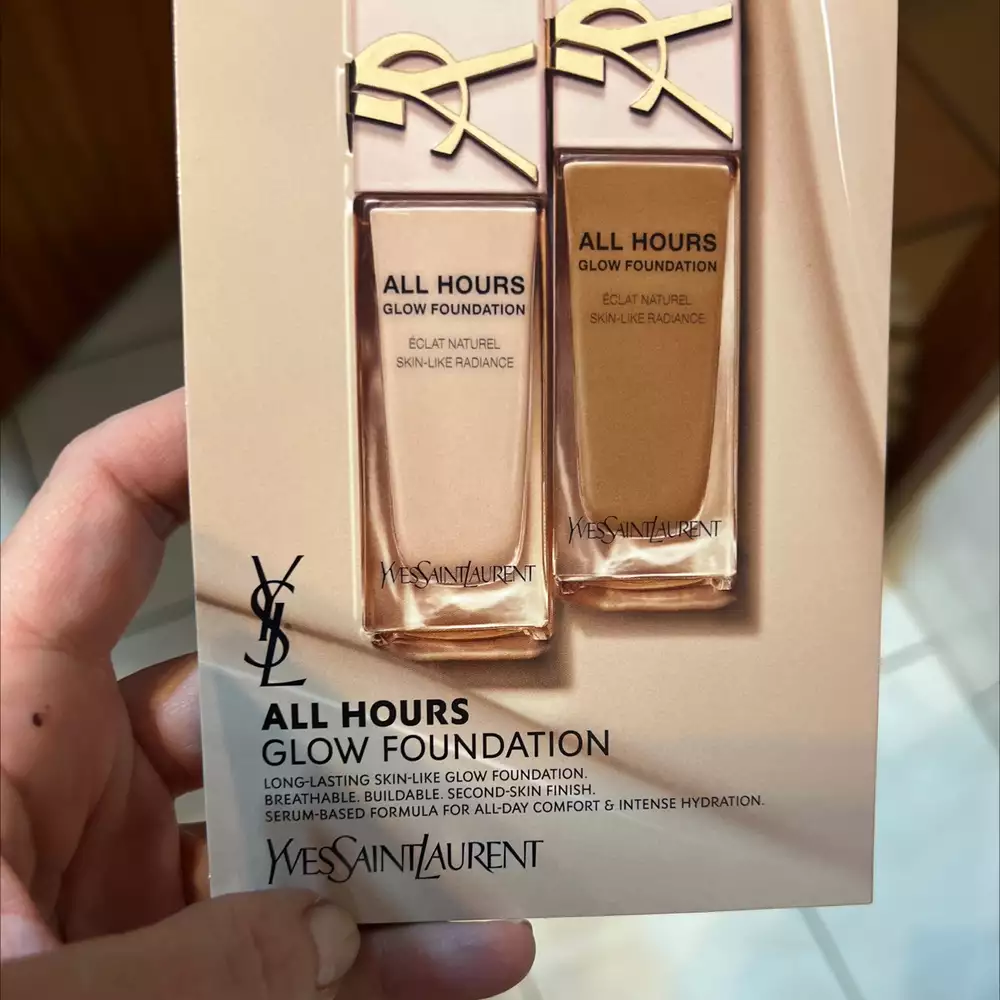 ALL HOURS
GLOW FOUNDATION
ÉCLAT NATUREL
SKIN-LIKE RADIANCE
YVESSAINTLAURENT
ALL HOURS
GLOW FOUNDATION
ÉCLAT NATUREL
SKIN-LIKE RADIANCE
YVESSAINTLAURENT
YSL
ALL HOURS
GLOW FOUNDATION
LONG-LASTING SKIN-LIKE GLOW FOUNDATION.
BREATHABLE. BUILDABLE. SECOND-SKIN FINISH.
SERUM-BASED FORMULA FOR ALL-DAY COMFORT & INTENSE HYDRATION.
YVESSAINTLAURENT